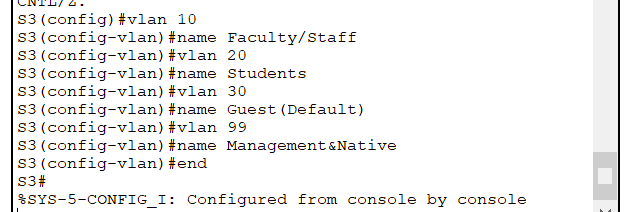 CNTL/Z.
S3(config)#vlan 10
S3(config-vlan)#name Faculty/Staff
S3(config-vlan)#vlan 20
S3(config-vlan)#name Students
S3(config-vlan)#vlan 30
S3(config-vlan)#name Guest(Default)
S3(config-vlan)#vlan 99
S3(config-vlan)#name Management&Native
S3(config-vlan)#end
S3#
%SYS-5-CONFIG_I: Configured from console by console